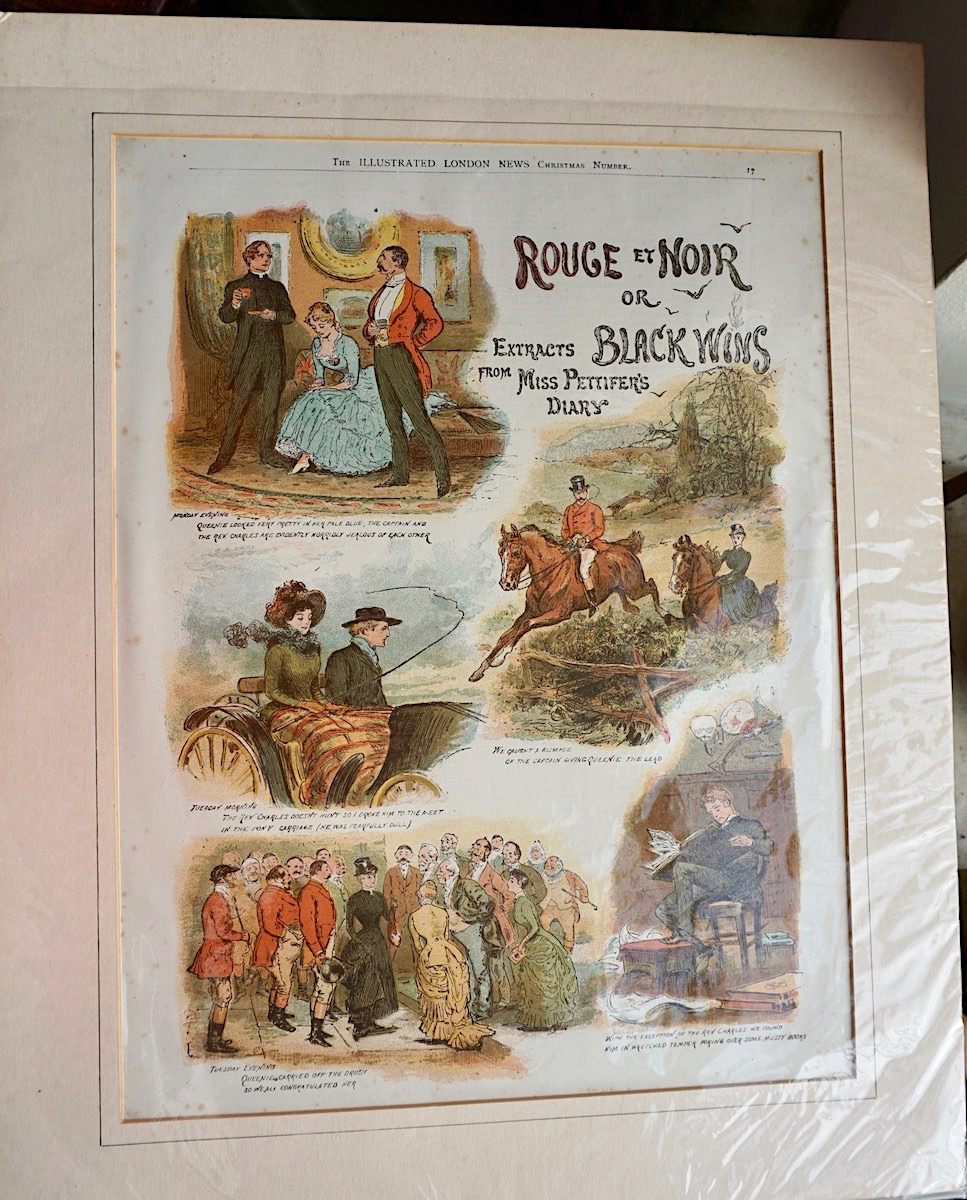 The ILLUSTRATED LONDON NEWS Christmas Number.
17
ROUGE ET NOIR
OR
BLACK WINS
EXTRACTS
FROM MISS PETTIFER'S
DIARY
MONDAY EVENING
QUEENIE LOOKED VERY PRETTY IN HER PALE BLUE, THE CAPTAIN AND
THE REV CHARLES ARE EVIDENTLY HORRIBLY JEALOUS OF EACH OTHER
WE CAUGHT A GLIMPSE
OF THE CAPTAIN GIVING QUEENIE THE LEAD
TUESDAY MORNING
THE REV CHARLES DOESN'T HUNT SO I DROVE HIM TO THE MEET
IN THE PONY CARRIAGE (HE WAS FEARFULLY DULL)
TUESDAY EVENING
QUEENIE CARRIED OFF THE BRUSH
SO WE ALL CONGRATULATED HER
WITH THE EXCEPTION OF THE REV CHARLES WE FOUND
HIM IN WRETCHED TEMPER PORING OVER SOME MUSTY BOOKS